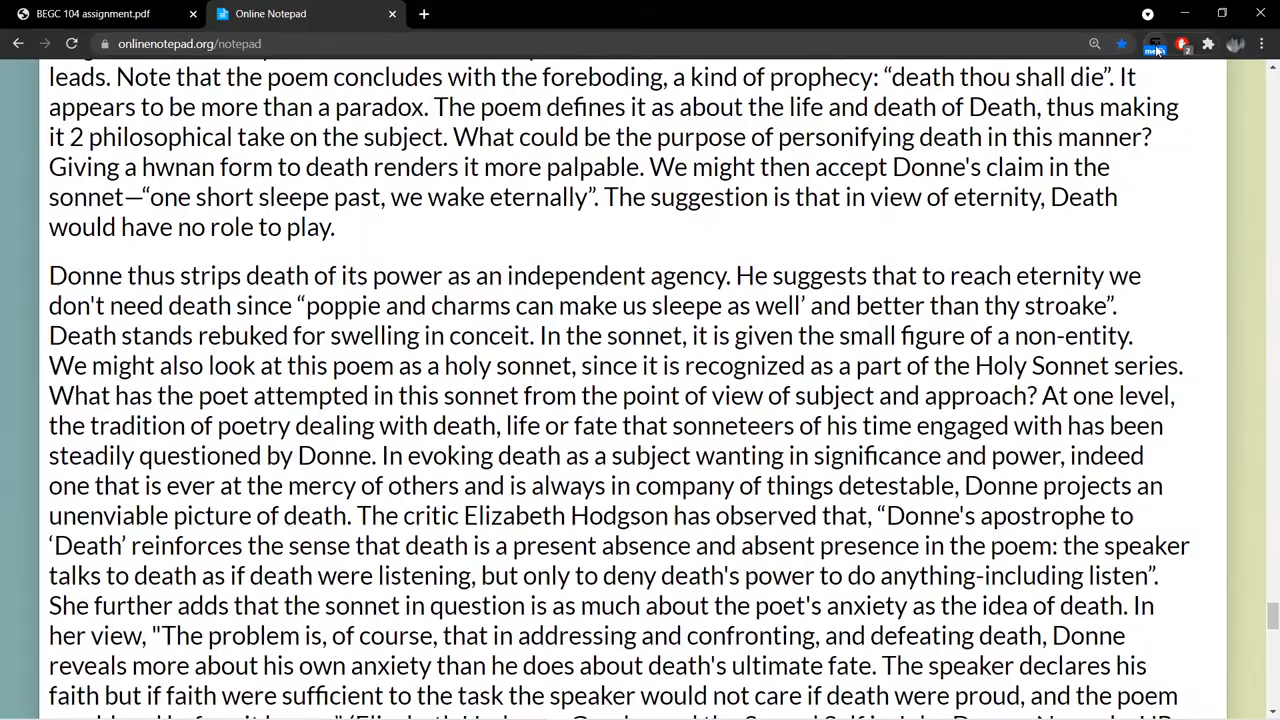 BEGC 104 assignment.pdf
Online Notepad
onlinenotepad.org/notepad
2
leads. Note that the poem concludes with the foreboding, a kind of prophecy: “death thou shall die”. It
appears to be more than a paradox. The poem defines it as about the life and death of Death, thus making
it 2 philosophical take on the subject. What could be the purpose of personifying death in this manner?
Giving a hwnan form to death renders it more palpable. We might then accept Donne's claim in the
sonnet—“one short sleepe past, we wake eternally”. The suggestion is that in view of eternity, Death
would have no role to play.
Donne thus strips death of its power as an independent agency. He suggests that to reach eternity we
don't need death since “poppie and charms can make us sleepe as well’ and better than thy stroake”.
Death stands rebuked for swelling in conceit. In the sonnet, it is given the small figure of a non-entity.
We might also look at this poem as a holy sonnet, since it is recognized as a part of the Holy Sonnet series.
What has the poet attempted in this sonnet from the point of view of subject and approach? At one level,
the tradition of poetry dealing with death, life or fate that sonneteers of his time engaged with has been
steadily questioned by Donne. In evoking death as a subject wanting in significance and power, indeed
one that is ever at the mercy of others and is always in company of things detestable, Donne projects an
unenviable picture of death. The critic Elizabeth Hodgson has observed that, “Donne's apostrophe to
‘Death’ reinforces the sense that death is a present absence and absent presence in the poem: the speaker
talks to death as if death were listening, but only to deny death's power to do anything-including listen”.
She further adds that the sonnet in question is as much about the poet's anxiety as the idea of death. In
her view, "The problem is, of course, that in addressing and confronting, and defeating death, Donne
reveals more about his own anxiety than he does about death's ultimate fate. The speaker declares his
faith but if faith were sufficient to the task the speaker would not care if death were proud, and the poem